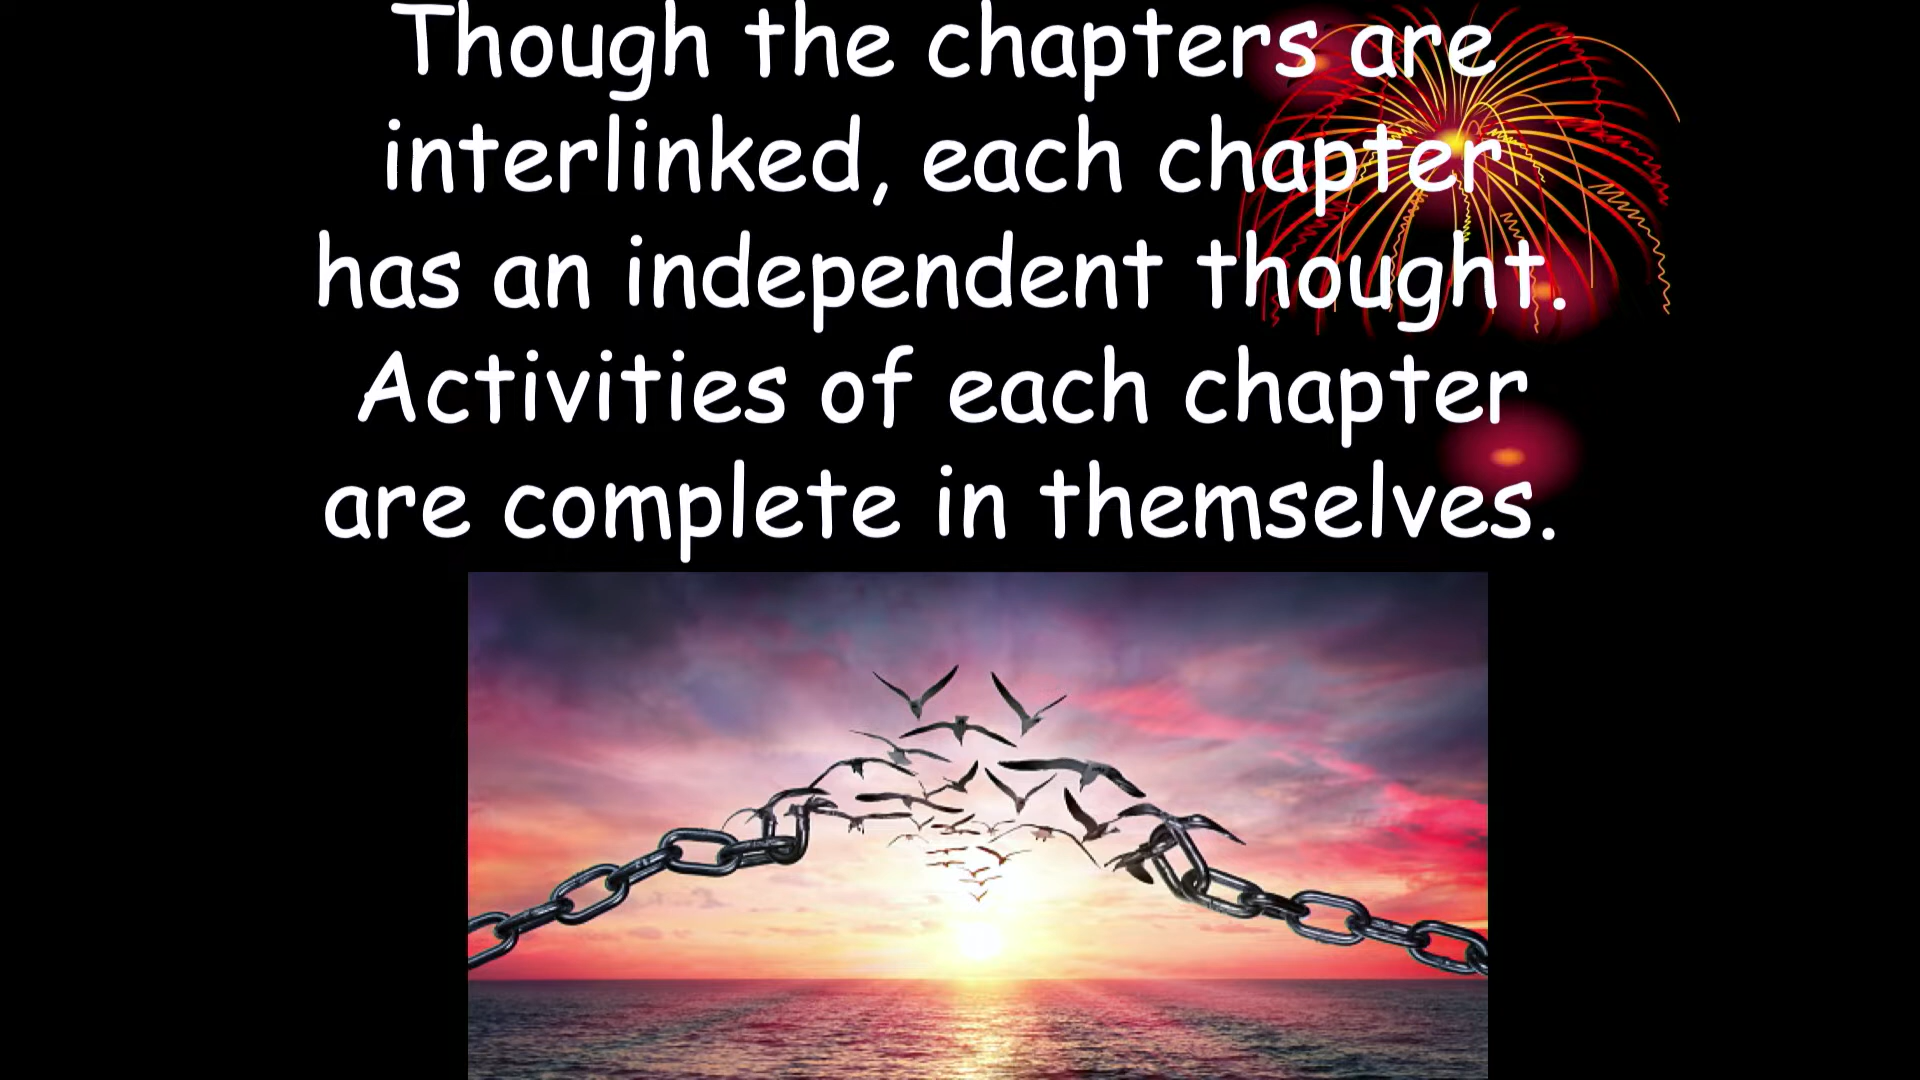 Though the chapters are
interlinked, each chapter
has an independent thought.
Activities of each chapter
are complete in themselves.